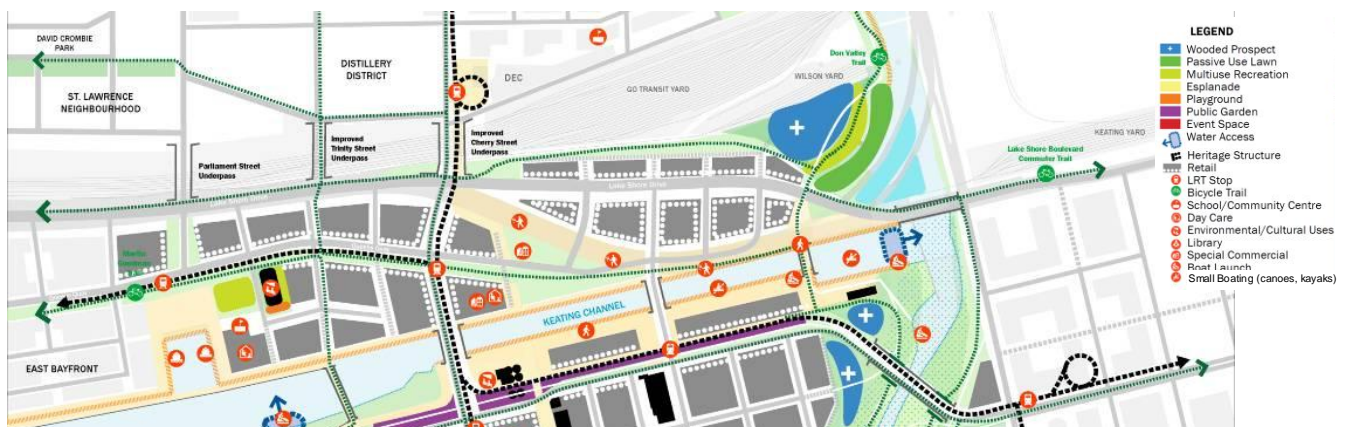 DAVID CROMBIE
PARK
ST. LAWRENCE
NEIGHBOURHOOD
DISTILLERY
DISTRICT
DEC
GO TRANSIT YARD
WILSON YARD
Don Valley
Trail
KEATING YARD
Lake Shore Boulevard
Commuter Trail
Parliament Street
Underpass
Improved
Trinity Street
Underpass
Improved
Cherry Street
Underpass
Lake Shore Blvd
KEATING CHANNEL
EAST BAYFRONT
LEGEND
Wooded Prospect
Passive Use Lawn
Multiuse Recreation
Esplanade
Playground
Public Garden
Event Space
Water Access
Heritage Structure
Retail
LRT Stop
Bicycle Trail
School/Community Centre
Day Care
Environmental/Cultural Uses
Library
Special Commercial
Boat Launch
Small Boating (canoes, kayaks)